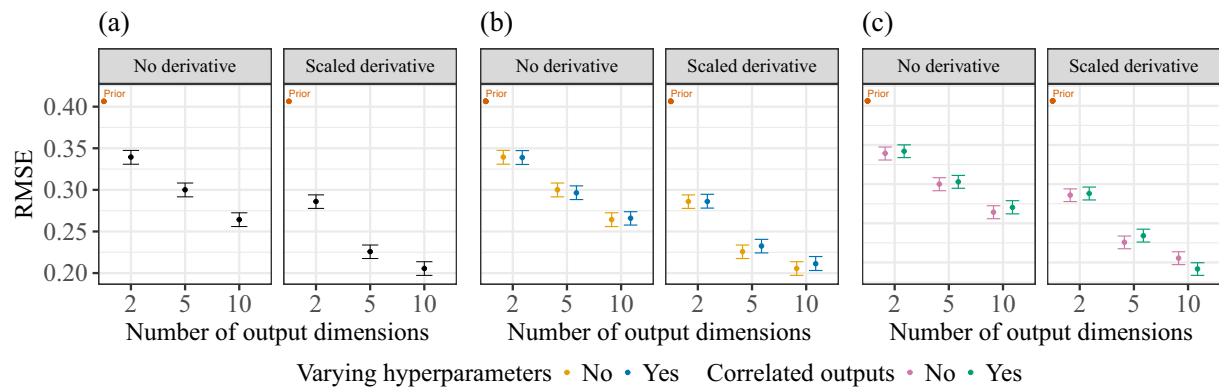 (a) (b) (c)
No derivative Scaled derivative No derivative Scaled derivative No derivative Scaled derivative
Prior Prior Prior Prior Prior Prior
0.40
0.35
0.30
0.25
0.20
RMSE
2 5 10 2 5 10 2 5 10 2 5 10 2 5 10 2 5 10
Number of output dimensions Number of output dimensions Number of output dimensions
Varying hyperparameters No Yes Correlated outputs No Yes